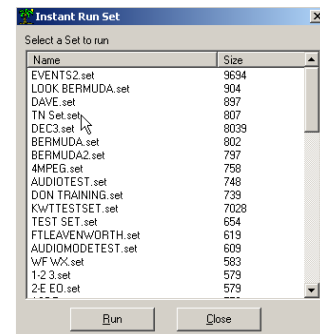 Instant Run Set
Select a Set to run
Name Size
EVENTS2.set 9694
LOOK BERMUDA.set 904
DAVE.set 897
TN Set.set 807
DEC3.set 8039
BERMUDA.set 802
BERMUDA2.set 797
4MPEG.set 758
AUDIOTEST.set 748
DON TRAINING.set 739
KWTTESTSET.set 7028
TEST SET.set 654
FTLEAVENWORTH.set 619
AUDIOMODETEST.set 609
WF WX.set 583
1-2 3.set 579
2-E EO.set 579
Run Close